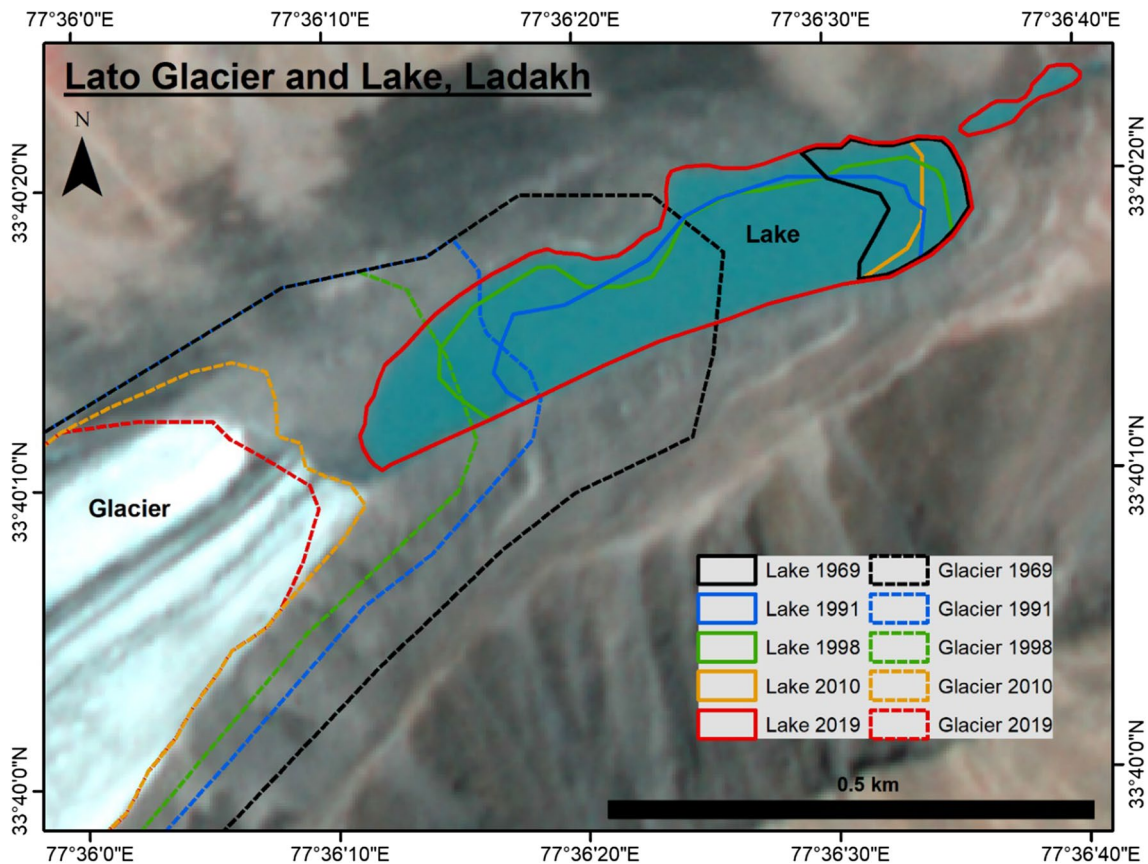 77°36'0"E 77°36'10"E 77°36'20"E 77°36'30"E 77°36'40"E
Lato Glacier and Lake, Ladakh
N
33°40'20"N
33°40'20"N
Lake
33°40'10"N
33°40'10"N
Glacier
Lake 1969 Glacier 1969
Lake 1991 Glacier 1991
Lake 1998 Glacier 1998
Lake 2010 Glacier 2010
Lake 2019 Glacier 2019
33°40'0"N
33°40'0"N
0.5 km
77°36'0"E 77°36'10"E 77°36'20"E 77°36'30"E 77°36'40"E